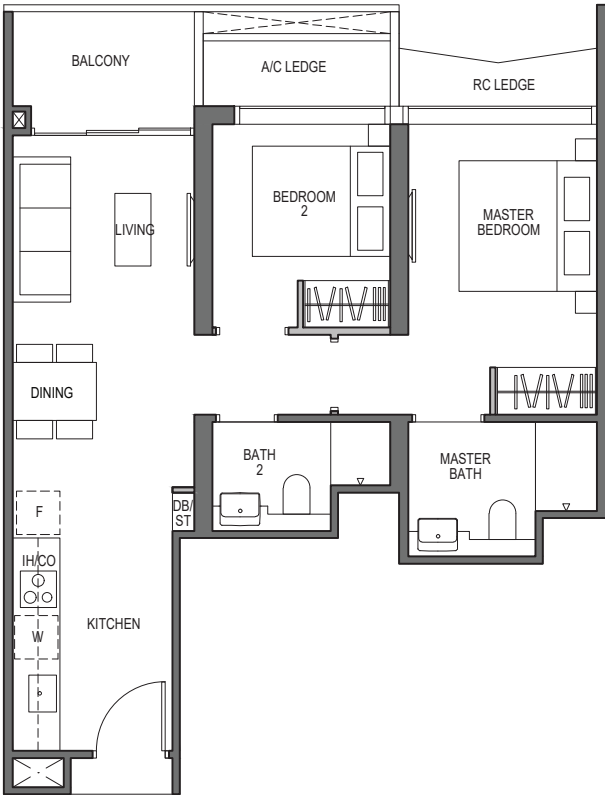 BALCONY
A/C LEDGE
RC LEDGE
LIVING
BEDROOM
2
MASTER
BEDROOM
DINING
BATH
2
MASTER
BATH
F
DB/
ST
IH/CO
KITCHEN
W